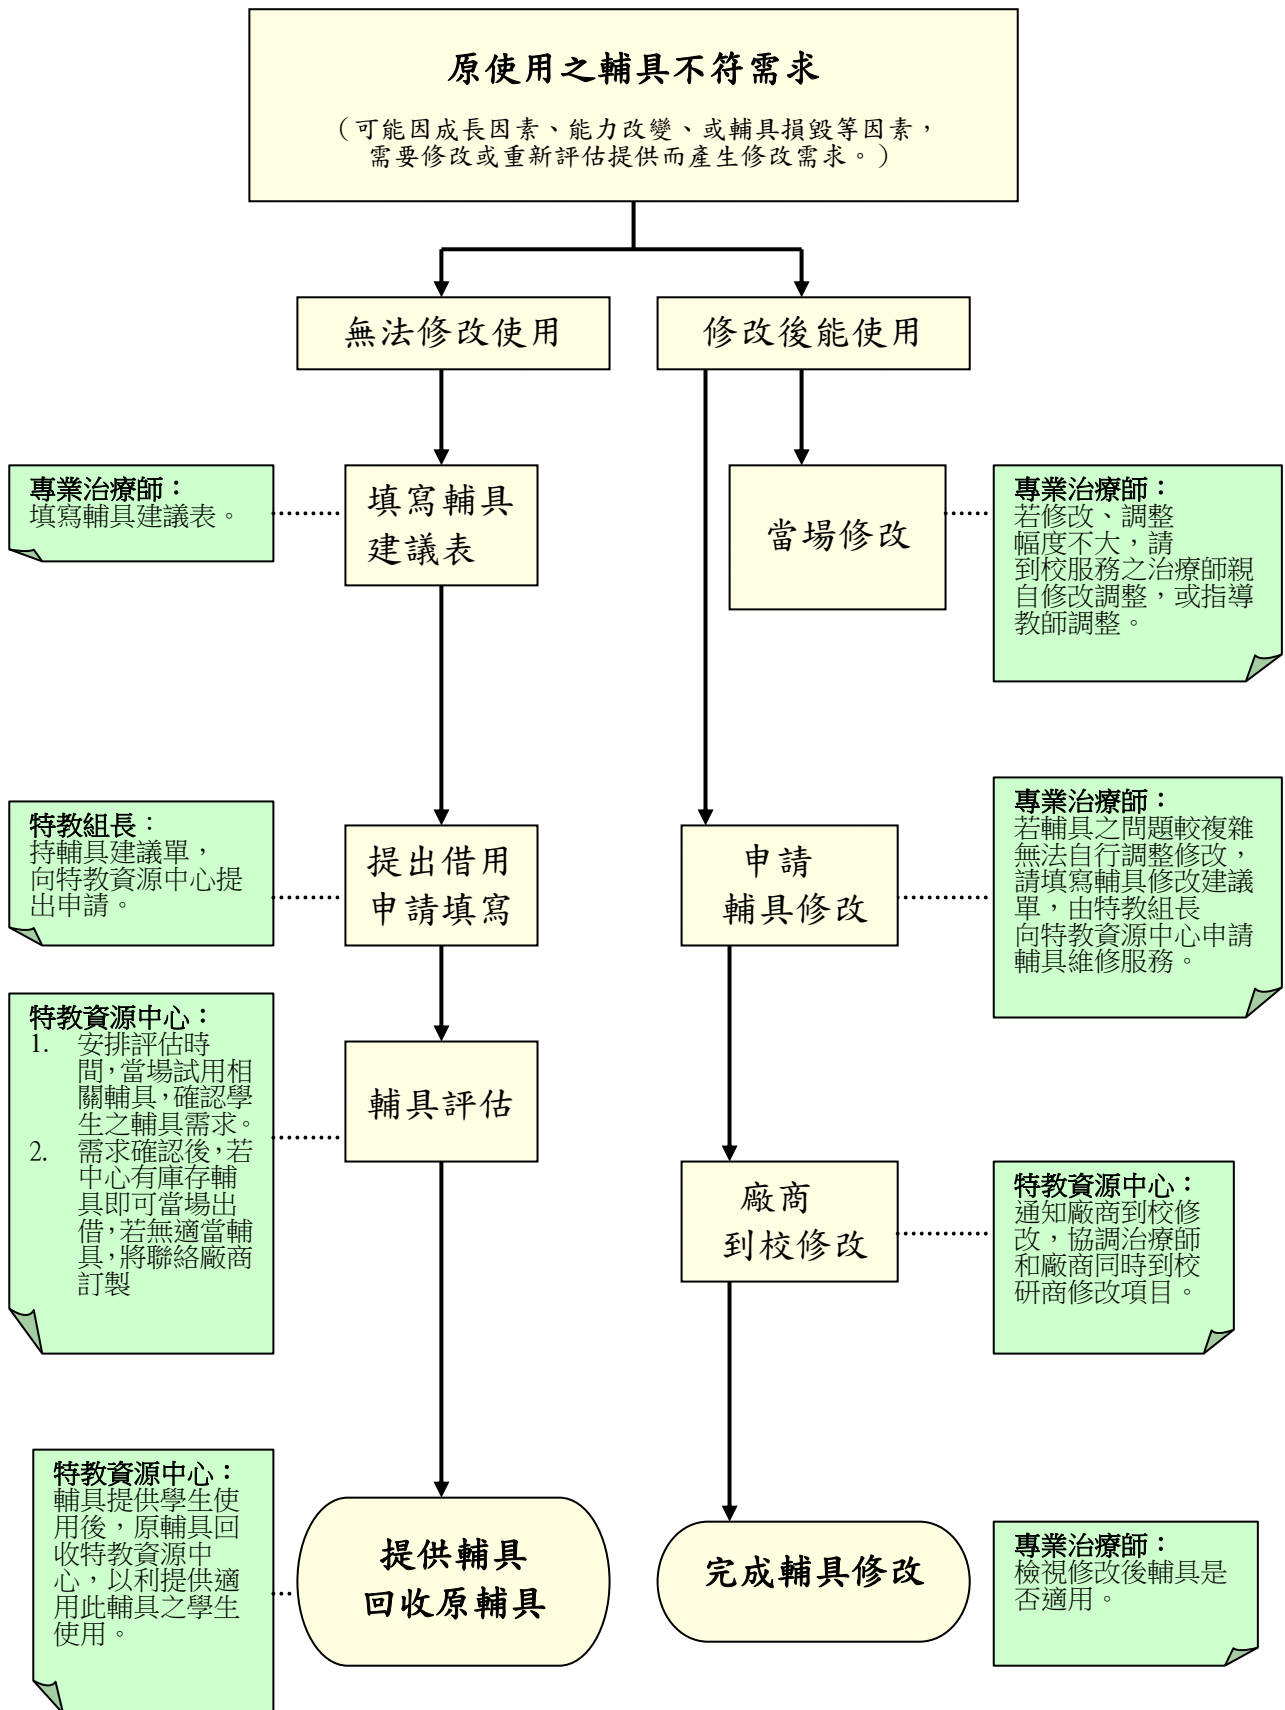 原使用之輔具不符需求
（可能因成長因素、能力改變、或輔具損毀等因素，
需要修改或重新評估提供而產生修改需求。）
無法修改使用
修改後能使用
專業治療師：
填寫輔具建議表。
填寫輔具
建議表
當場修改
專業治療師：
若修改、調整
幅度不大，請
到校服務之治療師親
自修改調整，或指導
教師調整。
特教組長：
持輔具建議單，
向特教資源中心提
出申請。
提出借用
申請填寫
申請
輔具修改
專業治療師：
若輔具之問題較複雜
無法自行調整修改，
請填寫輔具修改建議
單，由特教組長
向特教資源中心申請
輔具維修服務。
特教資源中心：
1. 安排評估時
間，當場試用相
關輔具，確認學
生之輔具需求。
2. 需求確認後，若
中心有庫存輔
具即可當場出
借，若無適當輔
具，將聯絡廠商
訂製
輔具評估
廠商
到校修改
特教資源中心：
通知廠商到校修
改，協調治療師
和廠商同時到校
研商修改項目。
特教資源中心：
輔具提供學生使
用後，原輔具回
收特教資源中
心，以利提供適
用此輔具之學生
使用。
提供輔具
回收原輔具
完成輔具修改
專業治療師：
檢視修改後輔具是
否適用。